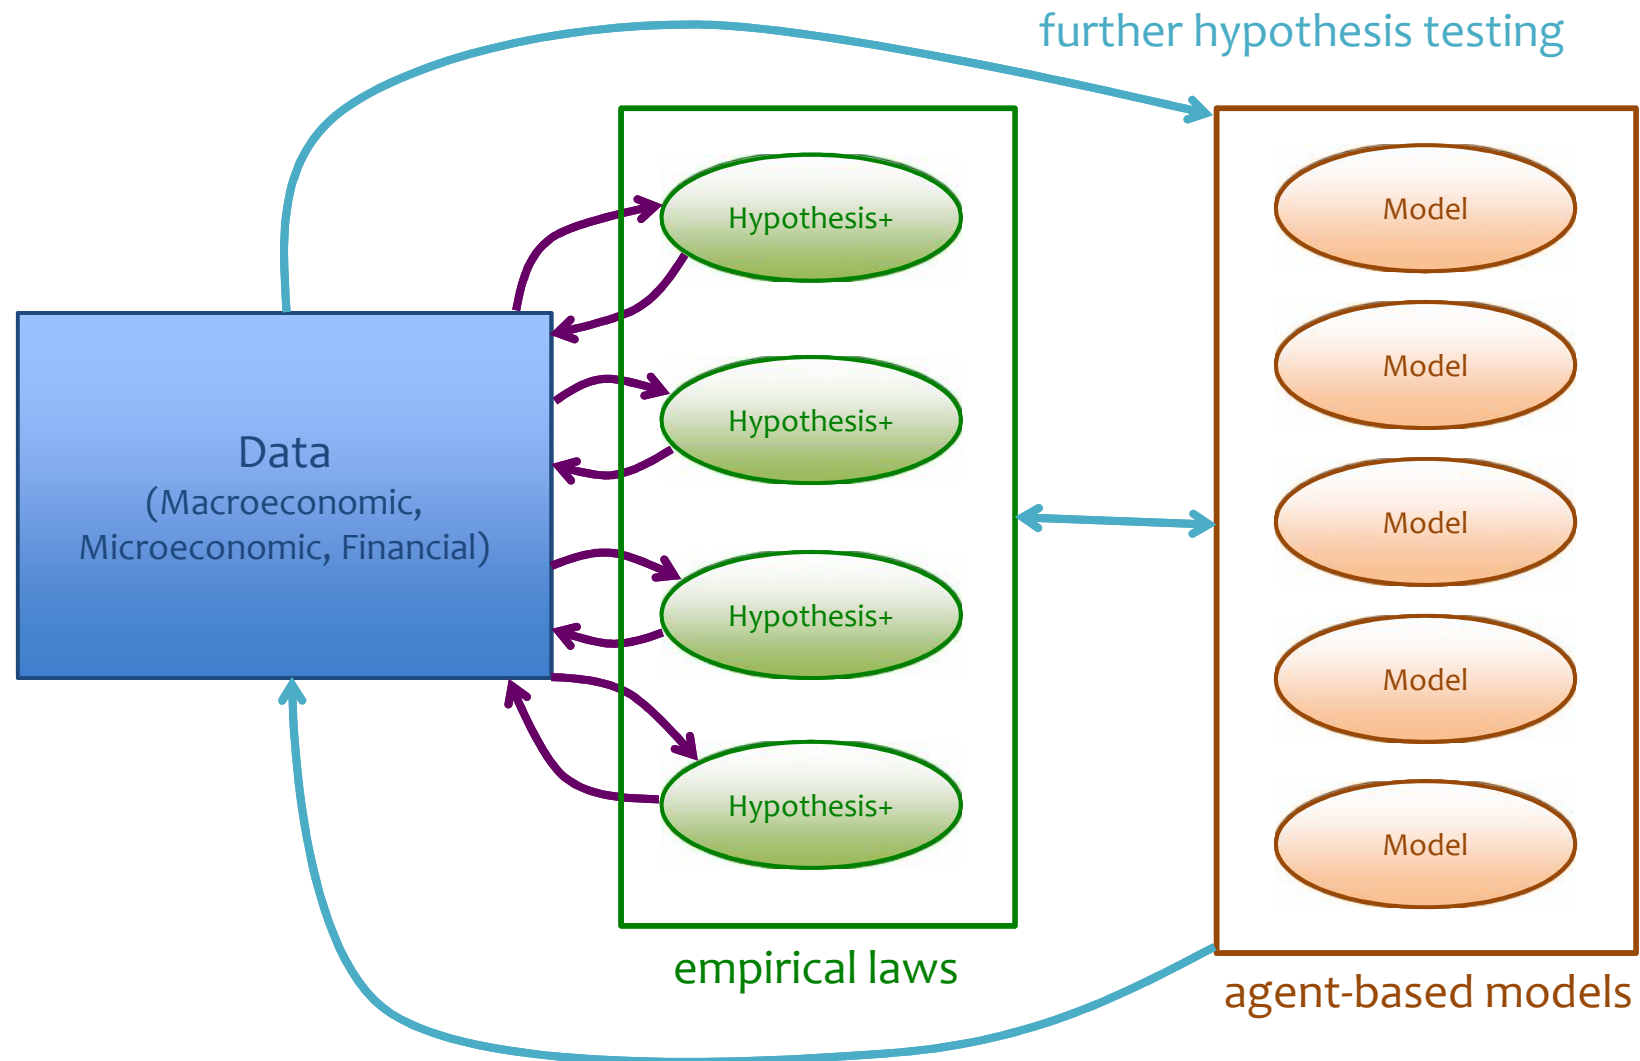 further hypothesis testing
Data
(Macroeconomic,
Microeconomic, Financial)
Hypothesis+
Hypothesis+
Hypothesis+
Hypothesis+
empirical laws
Model
Model
Model
Model
Model
agent-based models